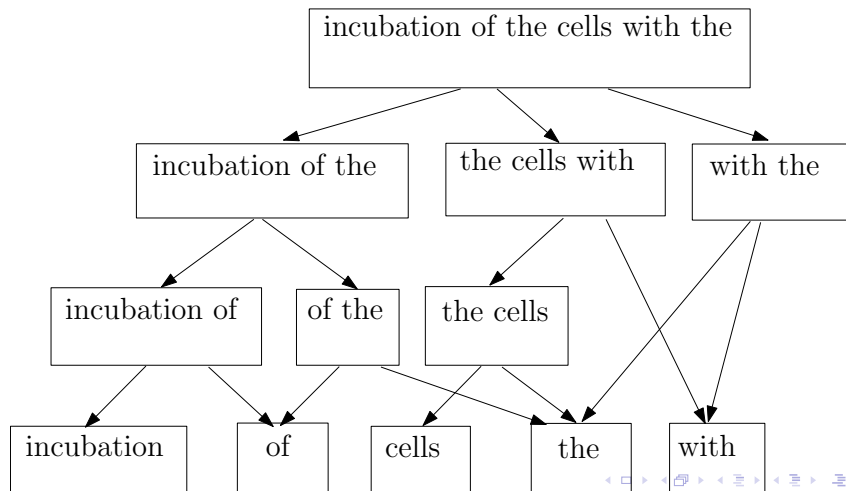 incubation of the cells with the
incubation of the
the cells with
with the
incubation of
of the
the cells
incubation
of
cells
the
with